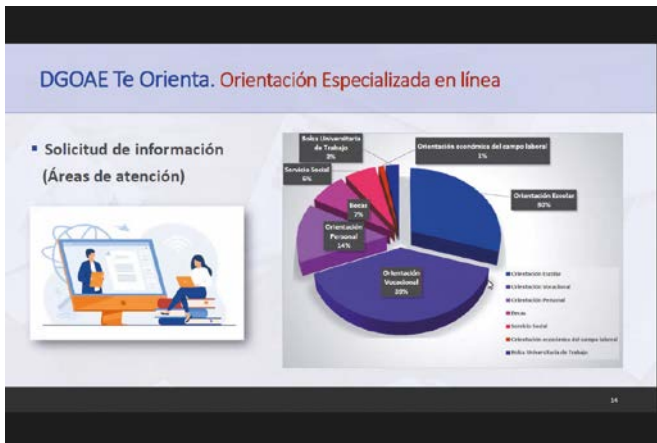 DGOAE Te Orienta. Orientación Especializada en línea
▪ Solicitud de información
(Áreas de atención)
Bolsa Universitaria
de Trabajo
3%
Orientación económica del campo laboral
1%
Servicio Social
6%
Becas
7%
Orientación
Personal
14%
Orientación Escolar
30%
Orientación
Vocacional
39%
Orientación Escolar
Orientación Vocacional
Orientación Personal
Becas
Servicio Social
Orientación económica del campo laboral
Bolsa Universitaria de Trabajo
14